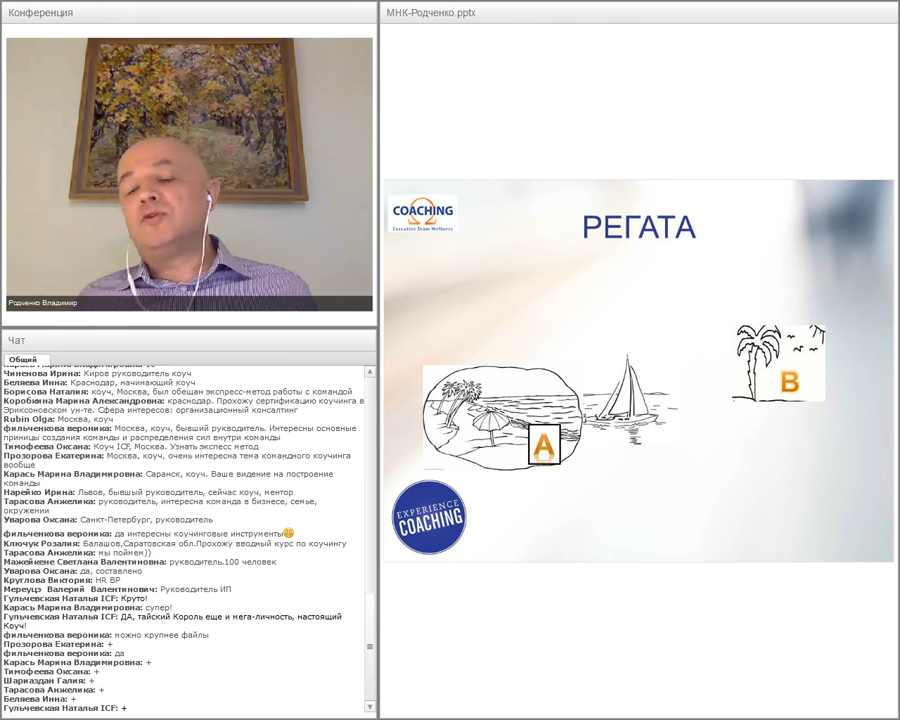 Конференция
Родченко Владимир
Чат
Общий
Чиненова Ирина: Киров руководитель коуч
Беляева Инна: Краснодар, начинающий коуч
Борисова Наталия: коуч, Москва, был обещан экспресс-метод работы с командой
Коробкина Марина Александровна: краснодар. Прохожу сертификацию коучинга в
Эриксоновском ун-те. Сфера интересов: организационный консалтинг
Rubin Olga: Москва, коуч
фильченкова вероника: Москва, коуч, бывший рукводитель. Интересны основные
приницы создания команды и распределения сил внутри команды
Тимофеева Оксана: Коуч ICF, Москва. Узнать экспесс метод
Прозорова Екатерина: Москва, коуч, очень интересна тема командного коучинга
вообще
Карась Марина Владимировна: Саранск, коуч. Ваше видение на построение
команды
Нарейко Ирина: Львов, бывшый руководитель, сейчас коуч, ментор
Тарасова Анжелика: руководитель, интересна команда в бизнесе, семье,
окружении
Уварова Оксана: Санкт-Петербург, руководитель
фильченкова вероника: да интересны коучинговые инструменты
Ключук Розалия: Балашов,Саратовская обл.Прохожу вводный курс по коучингу
Тарасова Анжелика: мы поймем))
Мажейкене Светлана Валентиновна: рукводитель.100 человек
Уварова Оксана: да, составлено
Круглова Виктория: HR BP
Мереуцэ Валерий Валентинович: Руководитель ИП
Гульчевская Наталья ICF: Круто!
Карась Марина Владимировна: супер!
Гульчевская Наталья ICF: ДА, тайский Король еще и мега-личность, настоящий
Коуч!
фильченкова вероника: можно крупнее файлы
Прозорова Екатерина: +
фильченкова вероника: да
Карась Марина Владимировна: +
Тимофеева Оксана: +
Шариаздан Галия: +
Тарасова Анжелика: +
Беляева Инна: +
Гульчевская Наталья ICF: +
МНК-Родченко.pptx
COACHING
Executive Team Wellness
РЕГАТА
A
B
EXPERIENCE
COACHING